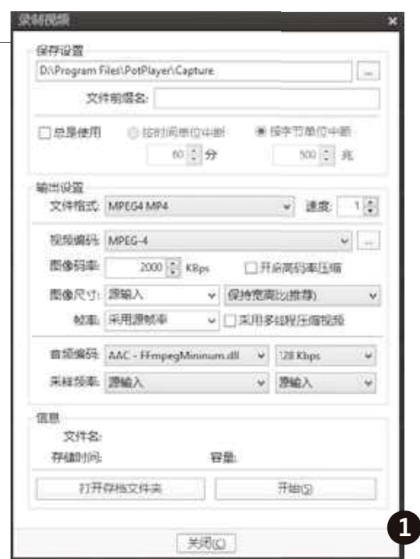 录制视频 ×
保存设置
D:\Program Files\PotPlayer\Capture ...
文件前缀名:
总是使用 按时间单位中断 按字节单位中断
60 分 500 兆
输出设置
文件格式: MPEG4 MP4 速度: 1
视频编码: MPEG-4 ...
图像码率: 2000 KBps 开启高码率压缩
图像尺寸: 源输入 保持宽高比(推荐)
帧率: 采用源帧率 采用多线程压缩视频
音频编码: AAC - FFmpegMininum.dll 128 Kbps
采样频率: 源输入 源输入
信息
文件名:
存储时间: 容量:
打开存档文件夹 开始(S)
关闭(C)
1